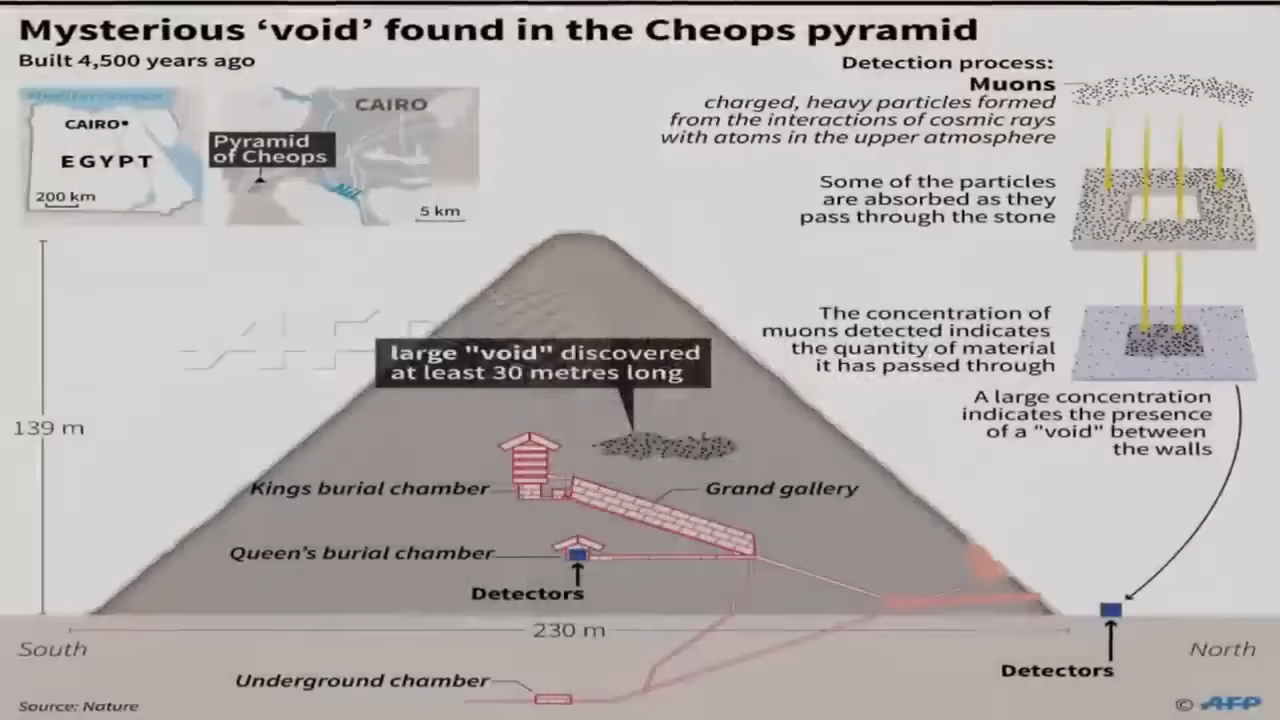 Mysterious ‘void’ found in the Cheops pyramid
Built 4,500 years ago
Mediterranean
CAIRO
EGYPT
200 km
CAIRO
Pyramid
of Cheops
Nil
5 km
Detection process:
Muons
charged, heavy particles formed
from the interactions of cosmic rays
with atoms in the upper atmosphere
Some of the particles
are absorbed as they
pass through the stone
The concentration of
muons detected indicates
the quantity of material
it has passed through
A large concentration
indicates the presence
of a "void" between
the walls
AFP
large "void" discovered
at least 30 metres long
139 m
Kings burial chamber
Grand gallery
Queen’s burial chamber
Detectors
230 m
South
North
Detectors
Underground chamber
Source: Nature
© AFP